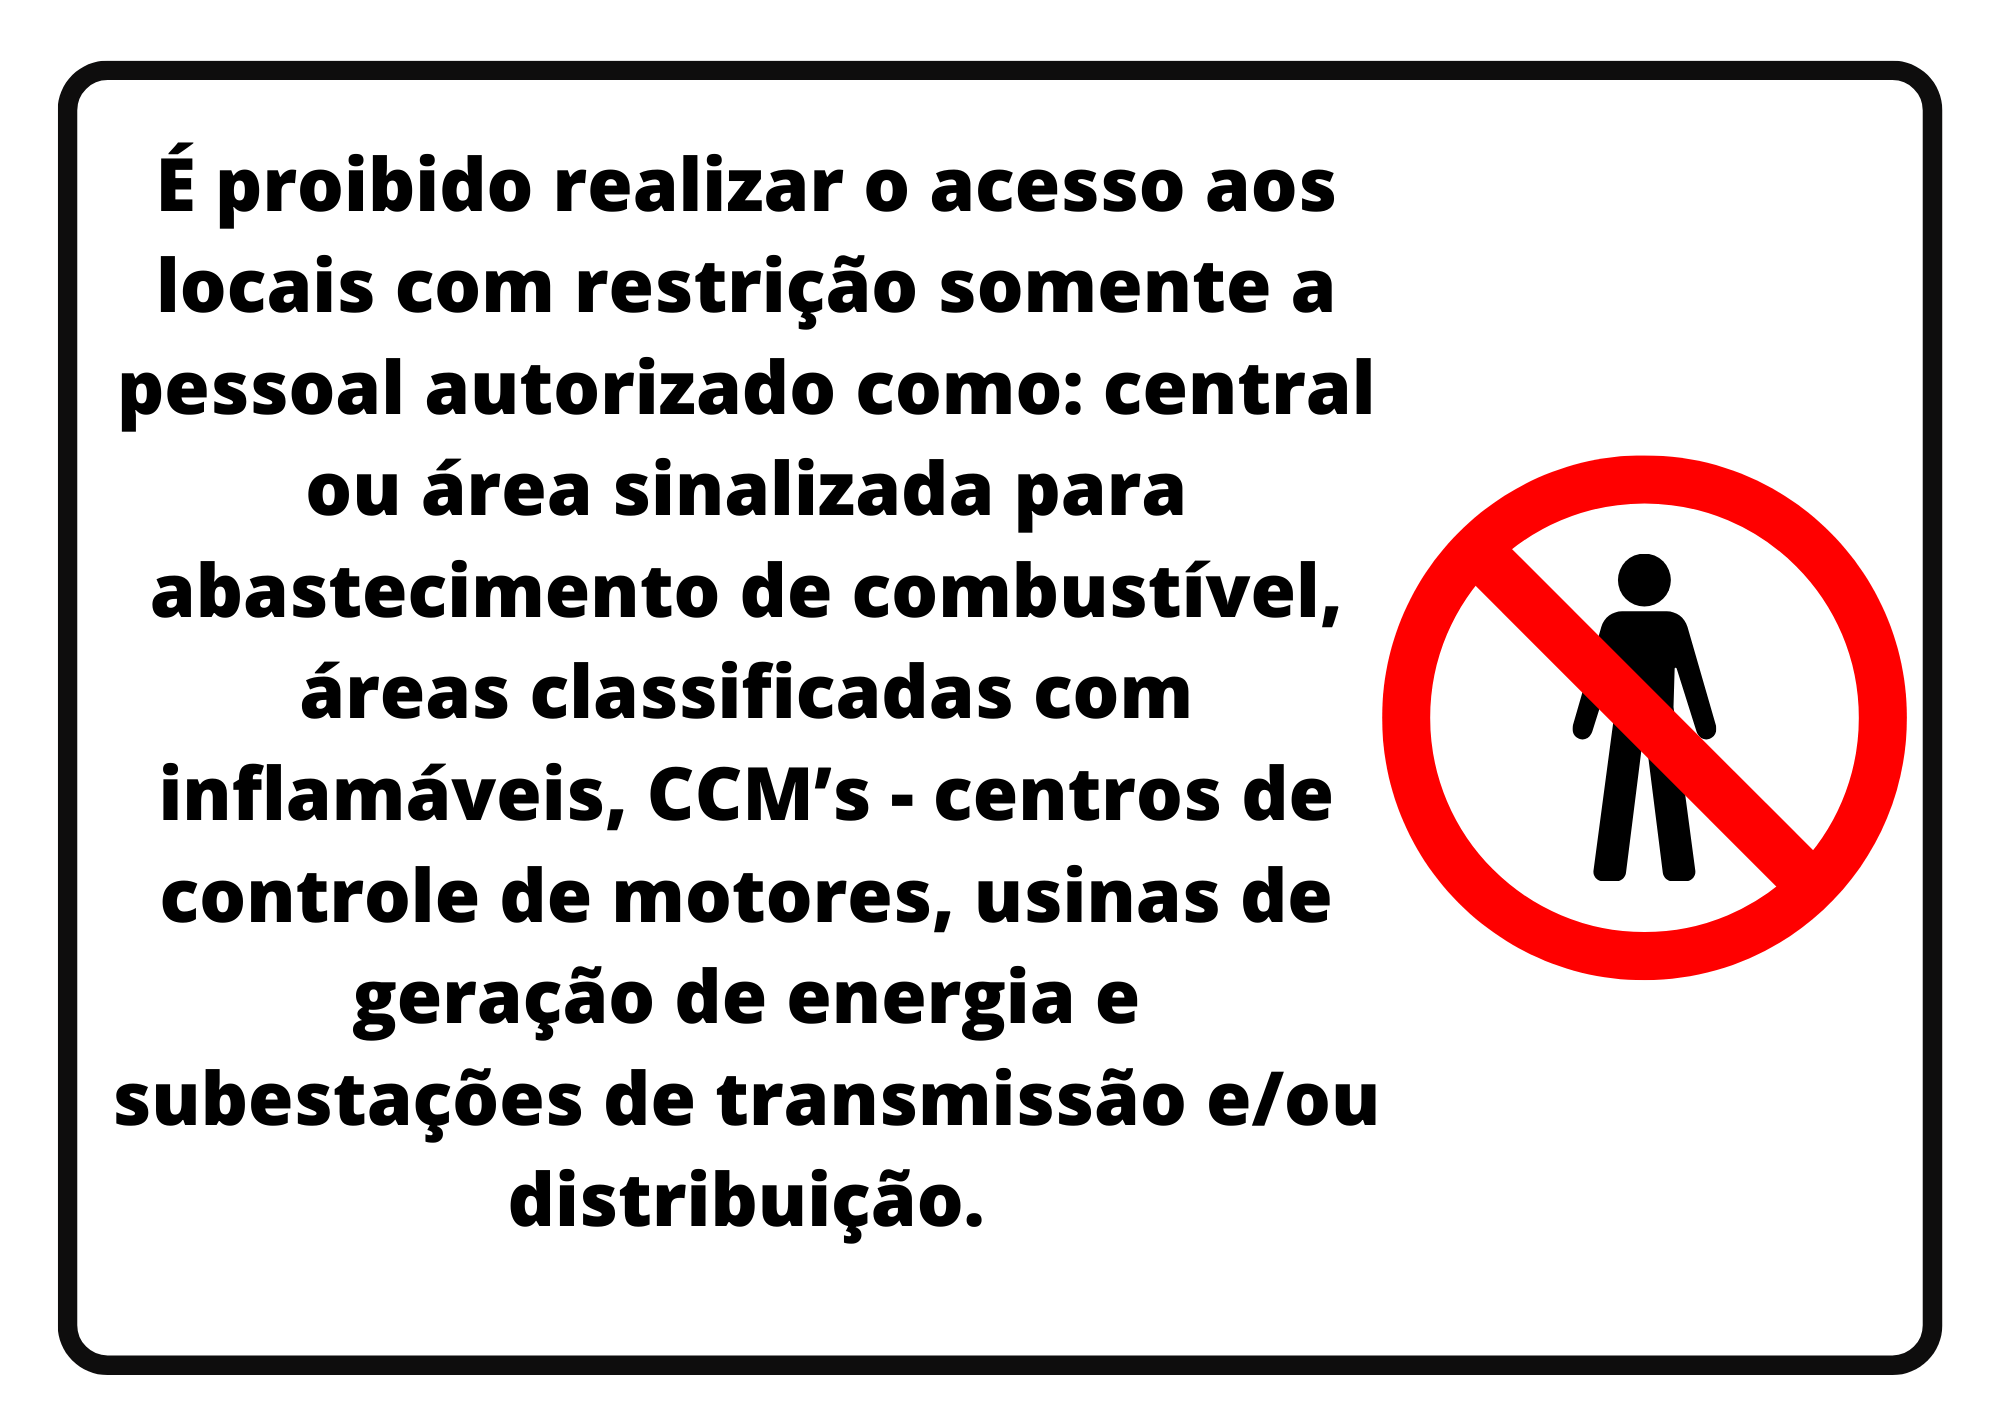 É proibido realizar o acesso aos
locais com restrição somente a
pessoal autorizado como: central
ou área sinalizada para
abastecimento de combustível,
áreas classificadas com
inflamáveis, CCM’s - centros de
controle de motores, usinas de
geração de energia e
subestações de transmissão e/ou
distribuição.